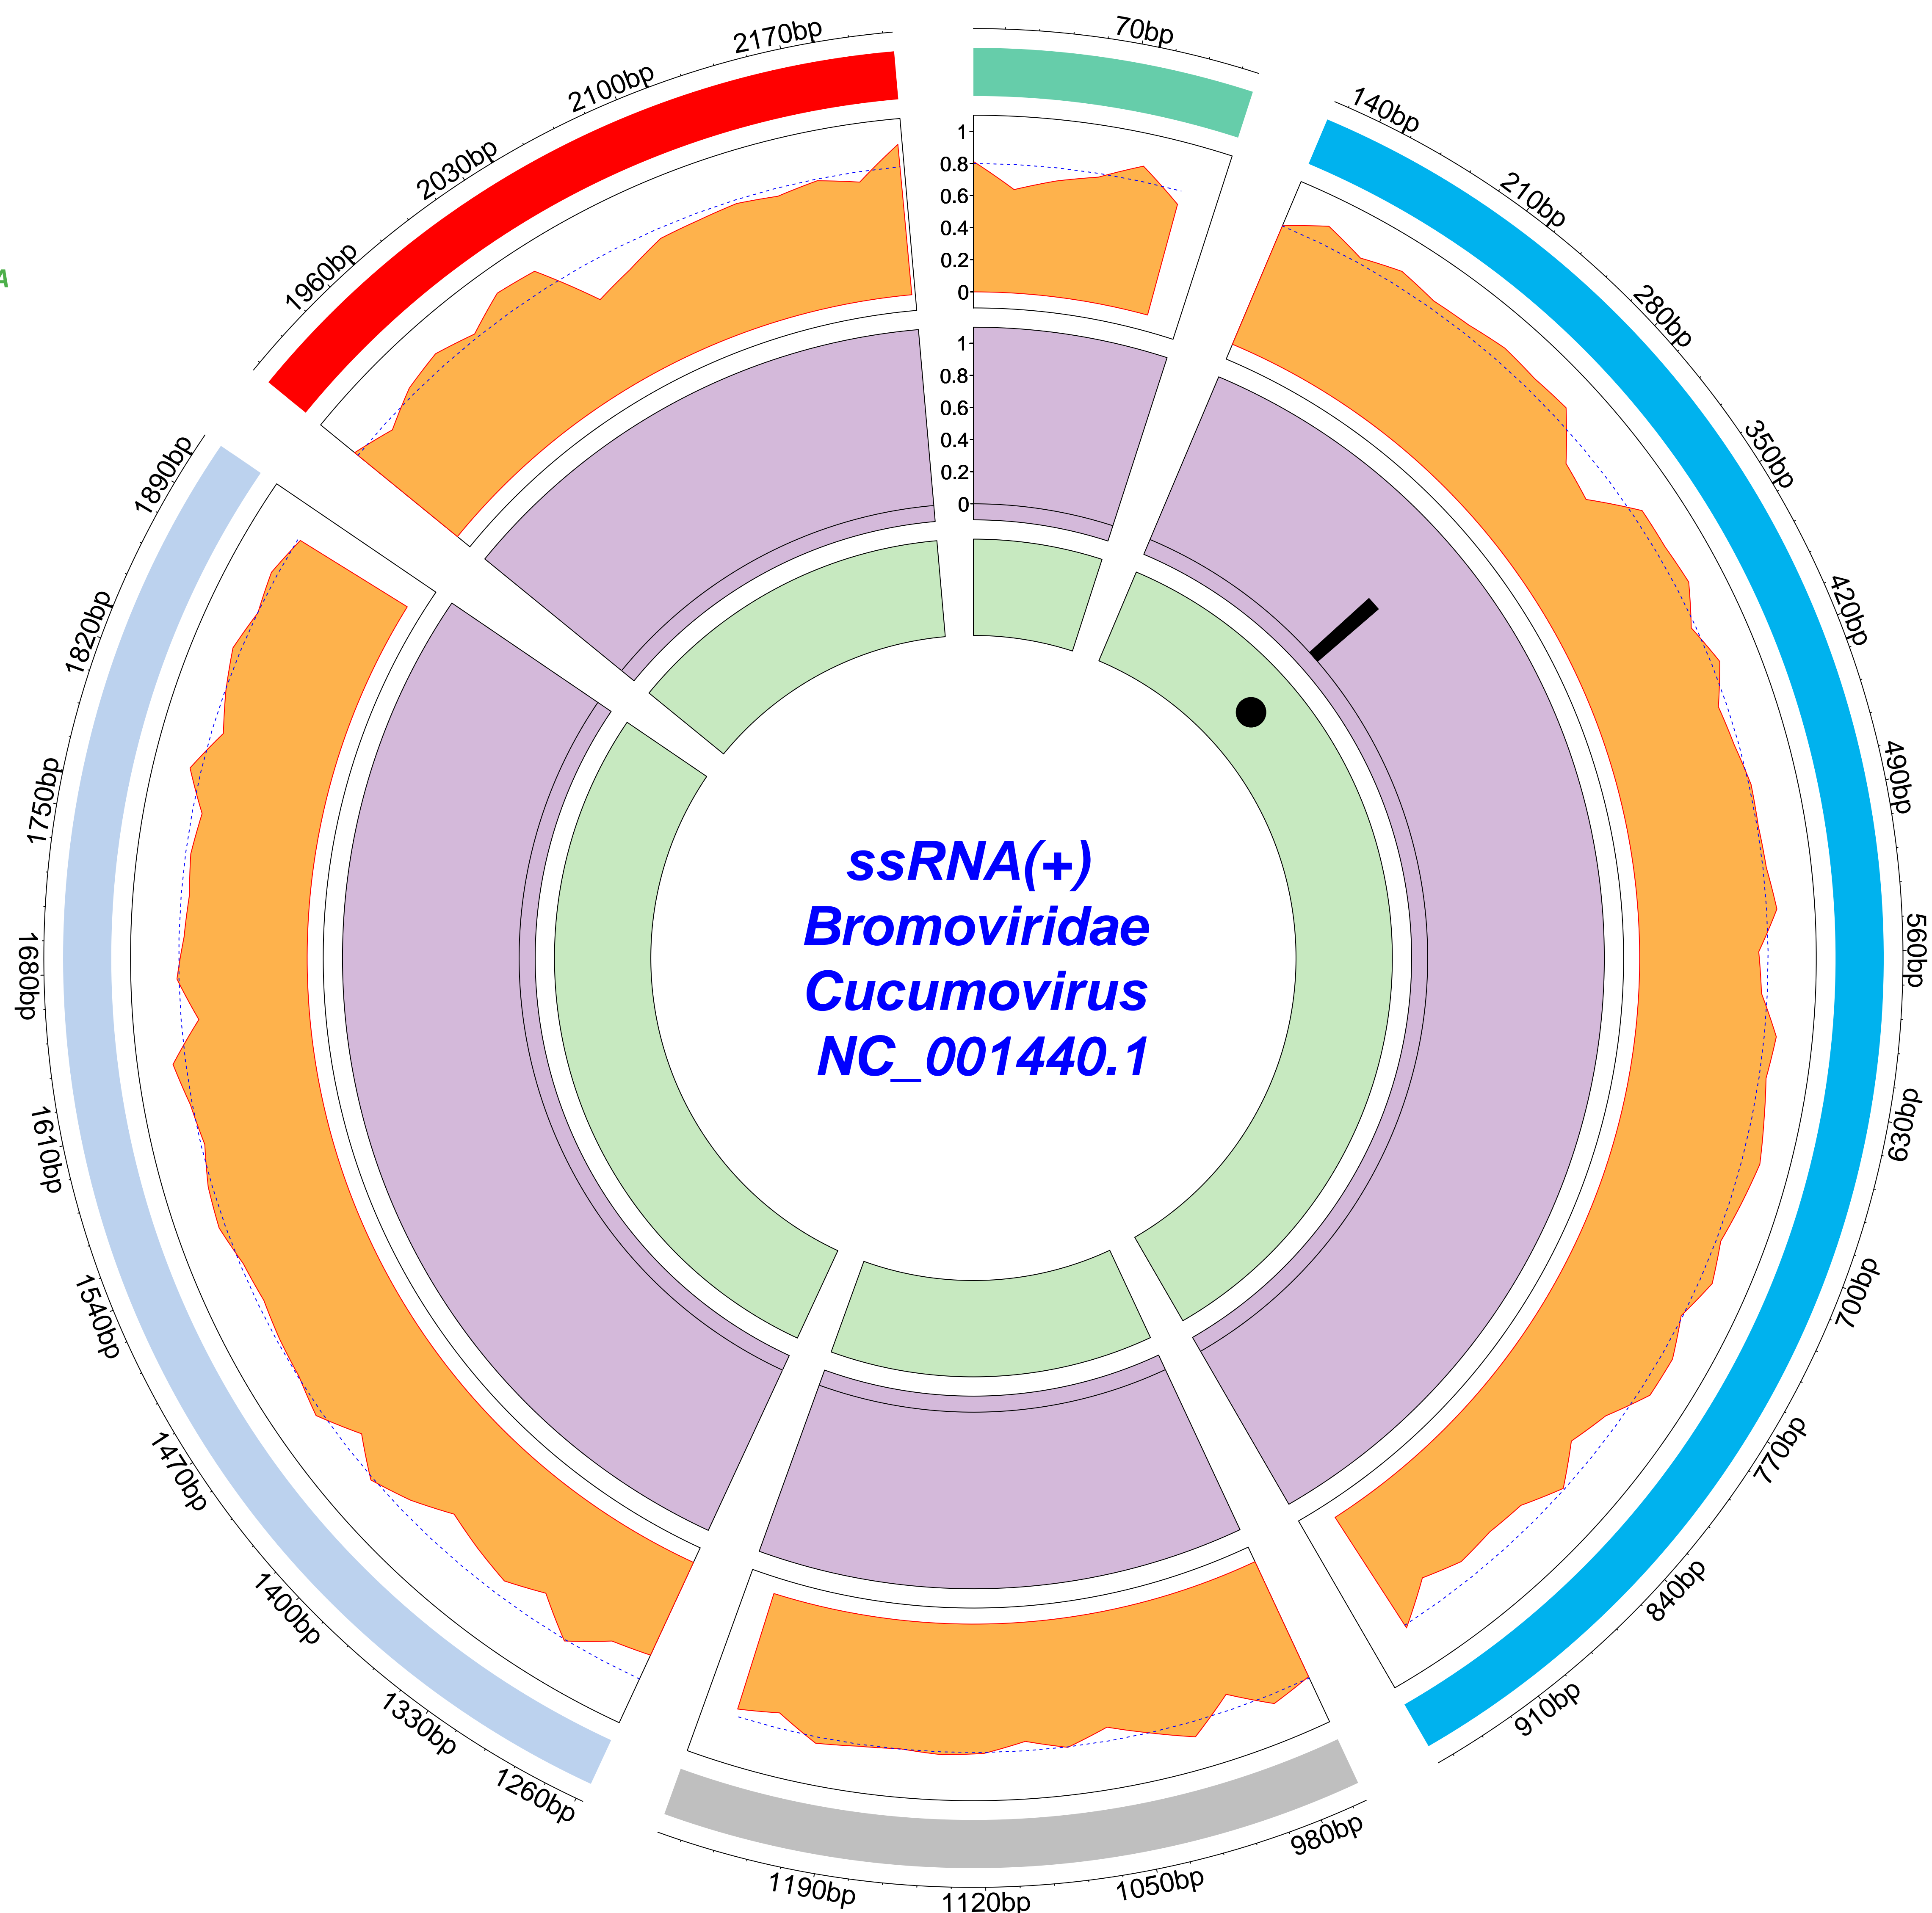 70bp
140bp
210bp
280bp
350bp
420bp
490bp
560bp
630bp
700bp
770bp
840bp
910bp
980bp
1050bp
1120bp
1190bp
1260bp
1330bp
1400bp
1470bp
1540bp
1610bp
1680bp
1750bp
1820bp
1890bp
1960bp
2030bp
2100bp
2170bp
1
0.8
0.6
0.4
0.2
0
1
0.8
0.6
0.4
0.2
0
A
ssRNA(+)
Bromoviridae
Cucumovirus
NC_001440.1